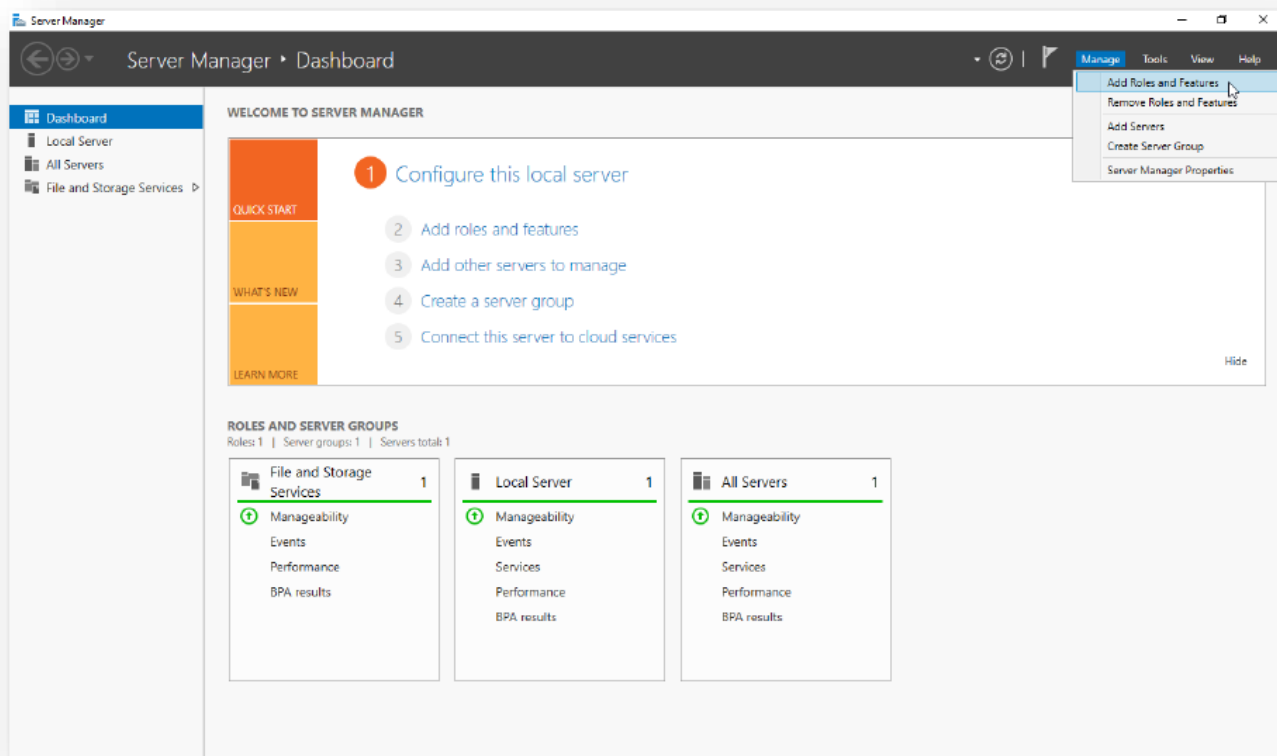 Server Manager
Server Manager ‣ Dashboard
Manage Tools View Help
Add Roles and Features
Remove Roles and Features
Add Servers
Create Server Group
Server Manager Properties
Dashboard
Local Server
All Servers
File and Storage Services
WELCOME TO SERVER MANAGER
QUICK START
WHAT'S NEW
LEARN MORE
1 Configure this local server
2 Add roles and features
3 Add other servers to manage
4 Create a server group
5 Connect this server to cloud services
Hide
ROLES AND SERVER GROUPS
Roles: 1 | Server groups: 1 | Servers total: 1
File and Storage
Services 1
Manageability
Events
Performance
BPA results
Local Server 1
Manageability
Events
Services
Performance
BPA results
All Servers 1
Manageability
Events
Services
Performance
BPA results